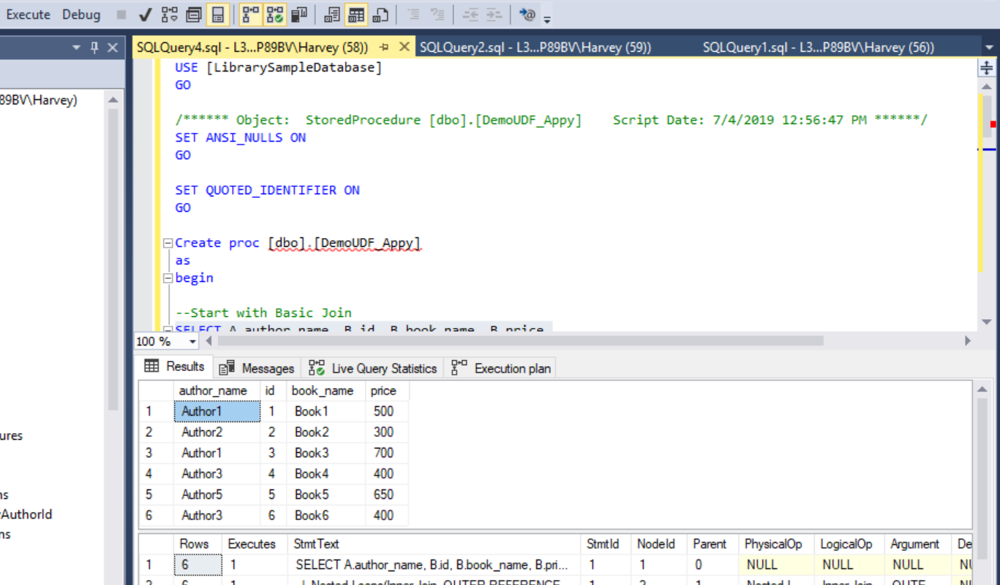 Execute Debug
SQLQuery4.sql - L3...P89BV\Harvey (58)) SQLQuery2.sql - L3...P89BV\Harvey (59)) SQLQuery1.sql - L3...P89BV\Harvey (56))
89BV\Harvey)
ures
ns
AuthorId
ns
USE [LibrarySampleDatabase]
GO
/****** Object:  StoredProcedure [dbo].[DemoUDF_Appy]    Script Date: 7/4/2019 12:56:47 PM ******/
SET ANSI_NULLS ON
GO
SET QUOTED_IDENTIFIER ON
GO
Create proc [dbo].[DemoUDF_Appy]
as
begin
--Start with Basic Join
SELECT A.author_name, B.id, B.book_name, B.price
100 %
Results Messages Live Query Statistics Execution plan
author_name id book_name price
1 Author1 1 Book1 500
2 Author2 2 Book2 300
3 Author1 3 Book3 700
4 Author3 4 Book4 400
5 Author5 5 Book5 650
6 Author3 6 Book6 400
Rows Executes StmtText StmtId NodeId Parent PhysicalOp LogicalOp Argument De
1 6 1 SELECT A.author_name, B.id, B.book_name, B.pri... 1 1 0 NULL NULL NULL NU
2 6 1 |--Nested Loops(Inner Join, OUTER REFERENCE... 1 2 1 Nested L... Inner Join OUTE... NU